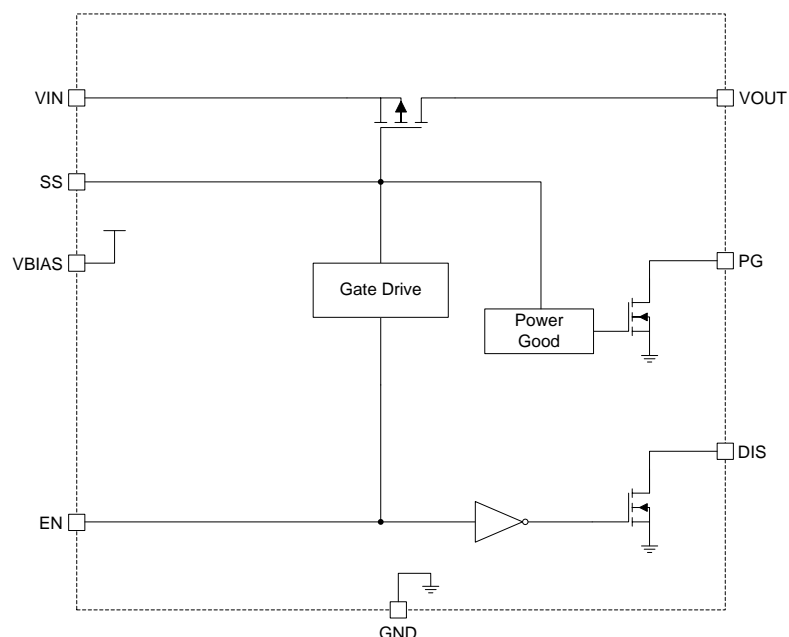 VIN
VOUT
SS
VBIAS
PG
Gate Drive
Power
Good
DIS
EN
GND